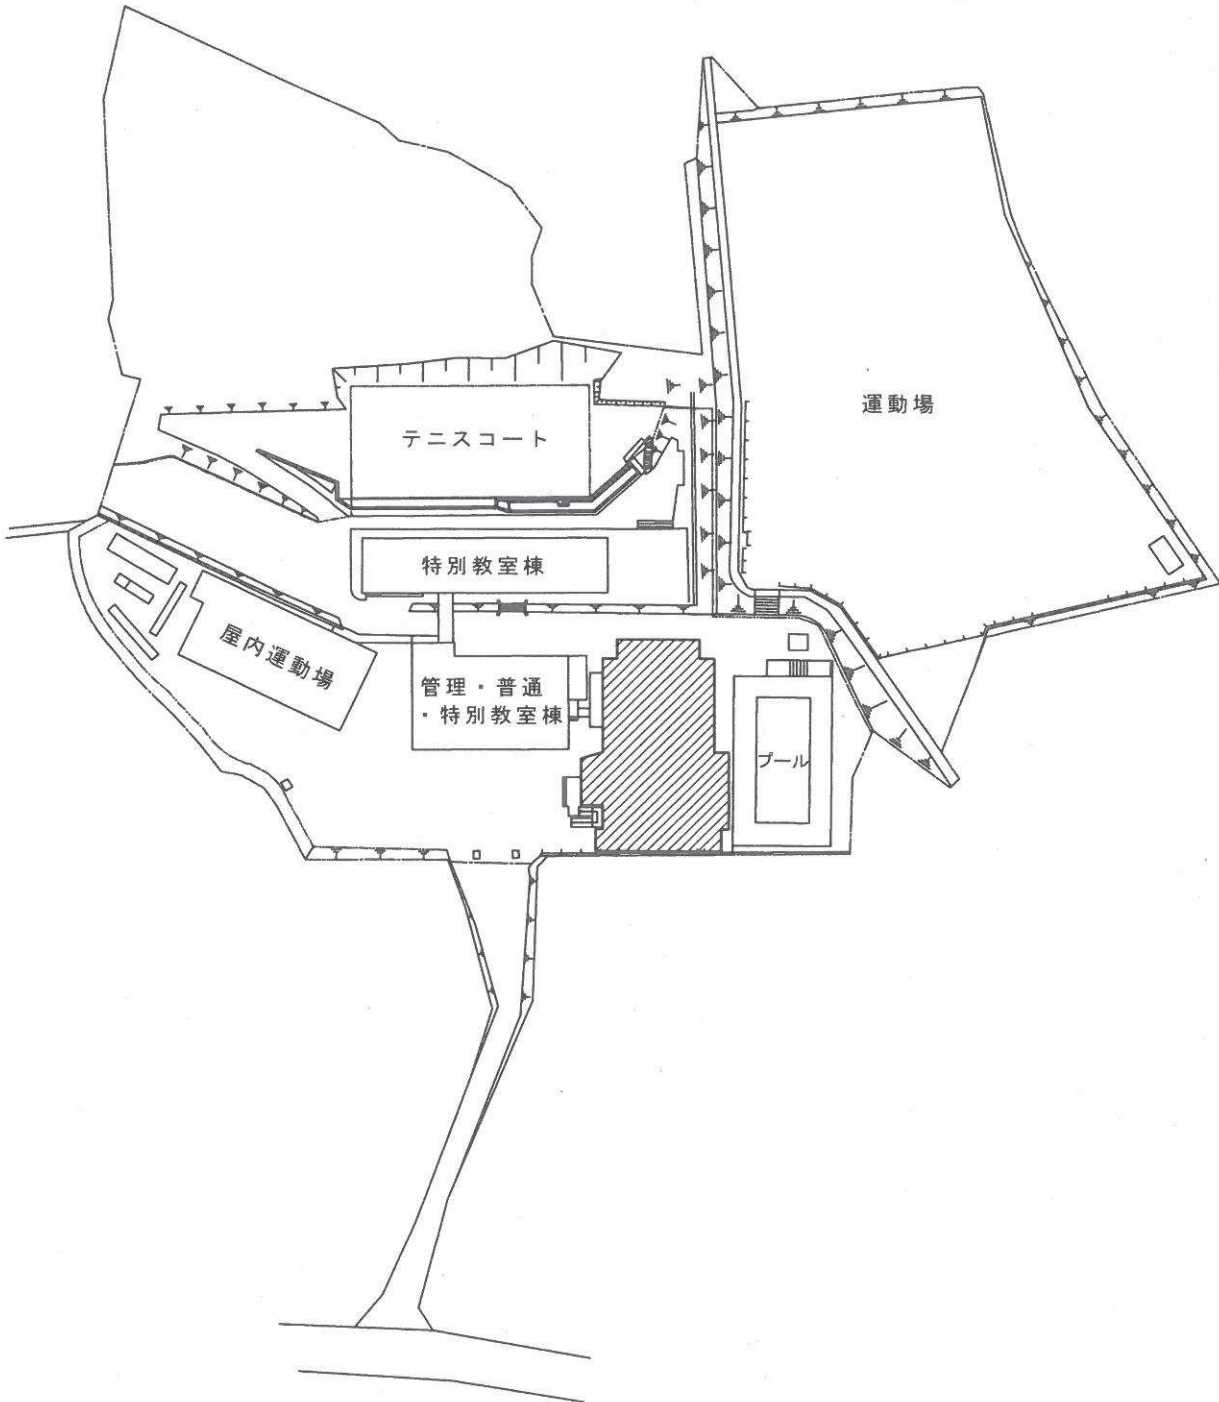 運動場
テニスコート
特別教室棟
屋内運動場
管理・普通
・特別教室棟
プール